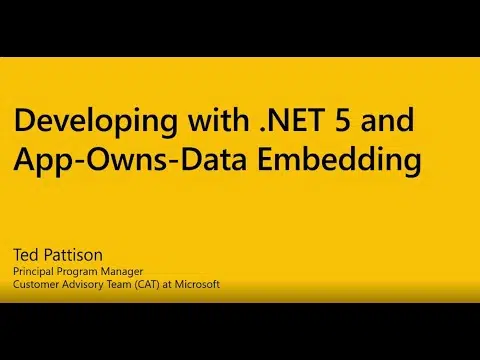 Developing with .NET 5 and
App-Owns-Data Embedding
Ted Pattison
Principal Program Manager
Customer Advisory Team (CAT) at Microsoft